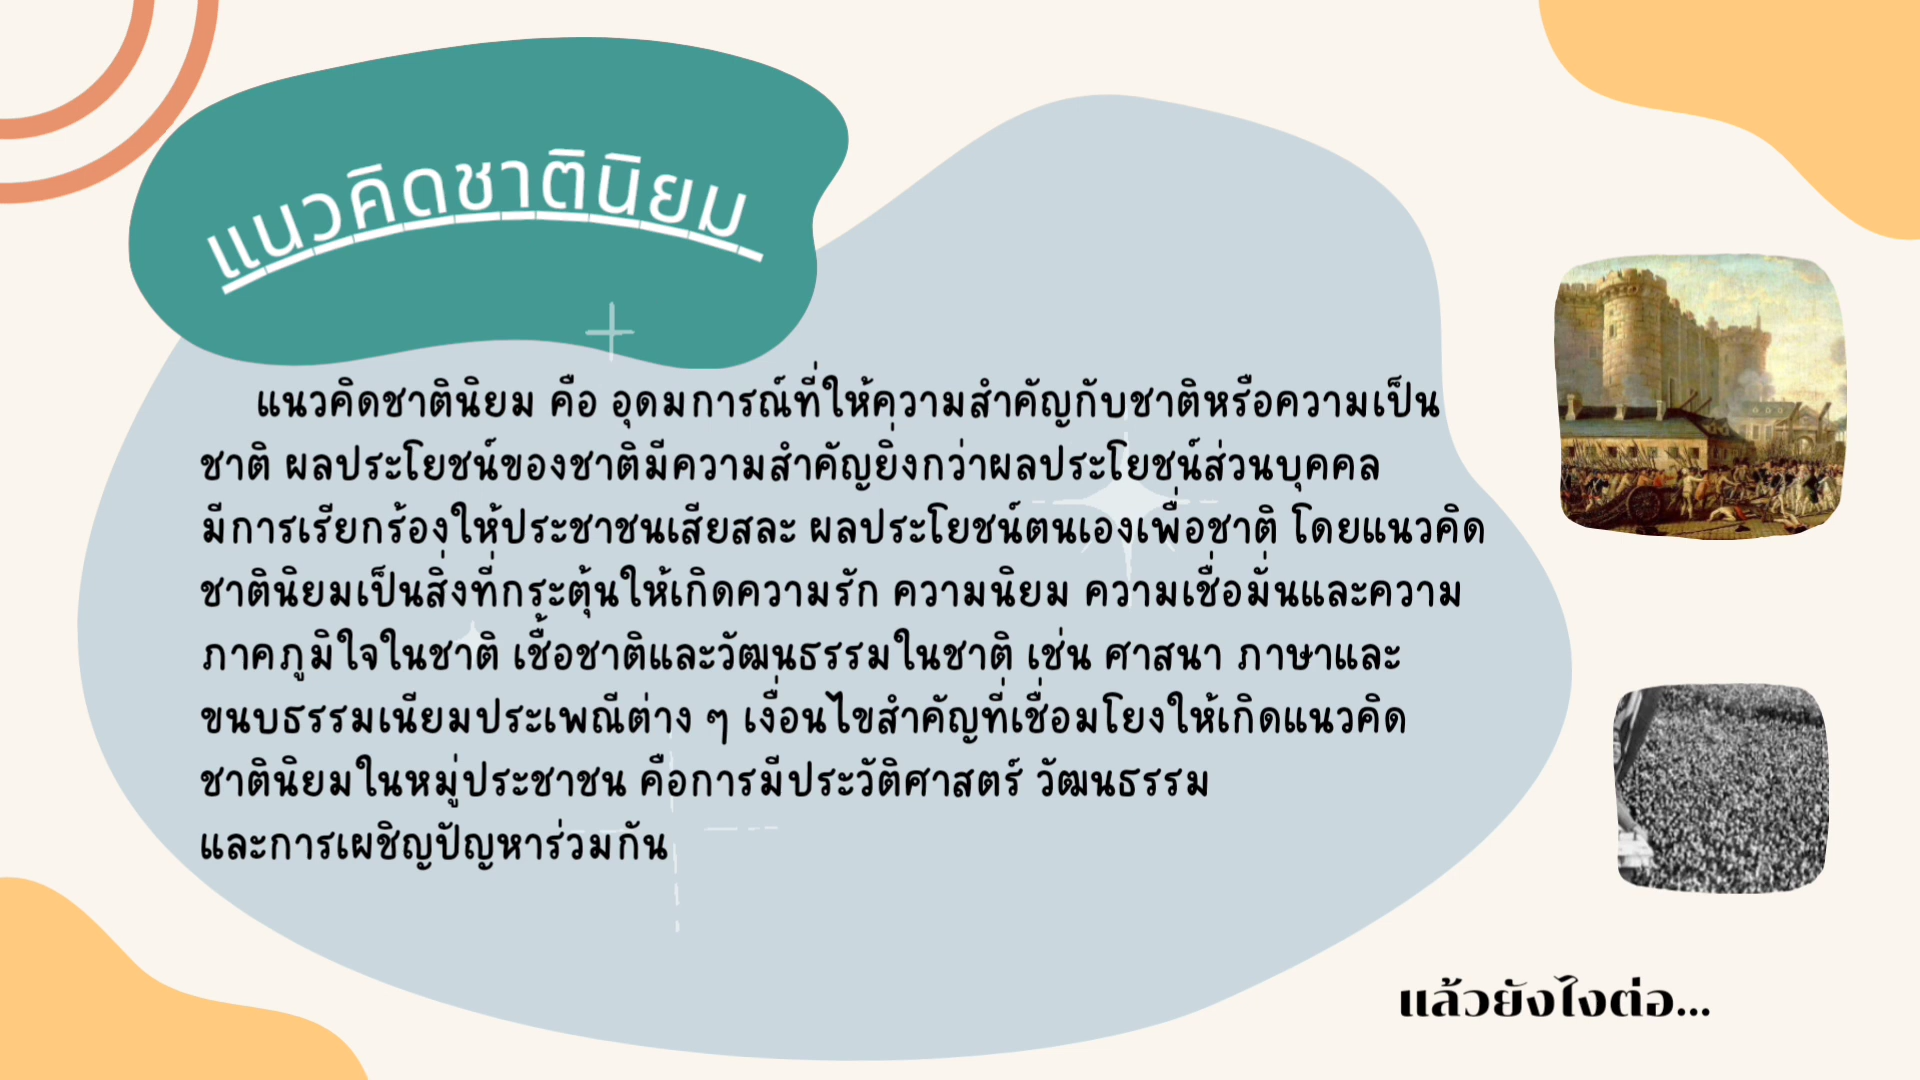 แนวคิดชาตินิยม
แนวคิดชาตินิยม คือ อุดมการณ์ที่ให้ความสำคัญกับชาติหรือความเป็น
ชาติ ผลประโยชน์ของชาติมีความสำคัญยิ่งกว่าผลประโยชน์ส่วนบุคคล
มีการเรียกร้องให้ประชาชนเสียสละ ผลประโยชน์ตนเองเพื่อชาติ โดยแนวคิด
ชาตินิยมเป็นสิ่งที่กระตุ้นให้เกิดความรัก ความนิยม ความเชื่อมั่นและความ
ภาคภูมิใจในชาติ เชื้อชาติและวัฒนธรรมในชาติ เช่น ศาสนา ภาษาและ
ขนบธรรมเนียมประเพณีต่าง ๆ เงื่อนไขสำคัญที่เชื่อมโยงให้เกิดแนวคิด
ชาตินิยมในหมู่ประชาชน คือการมีประวัติศาสตร์ วัฒนธรรม
และการเผชิญปัญหาร่วมกัน
แล้วยังไงต่อ...